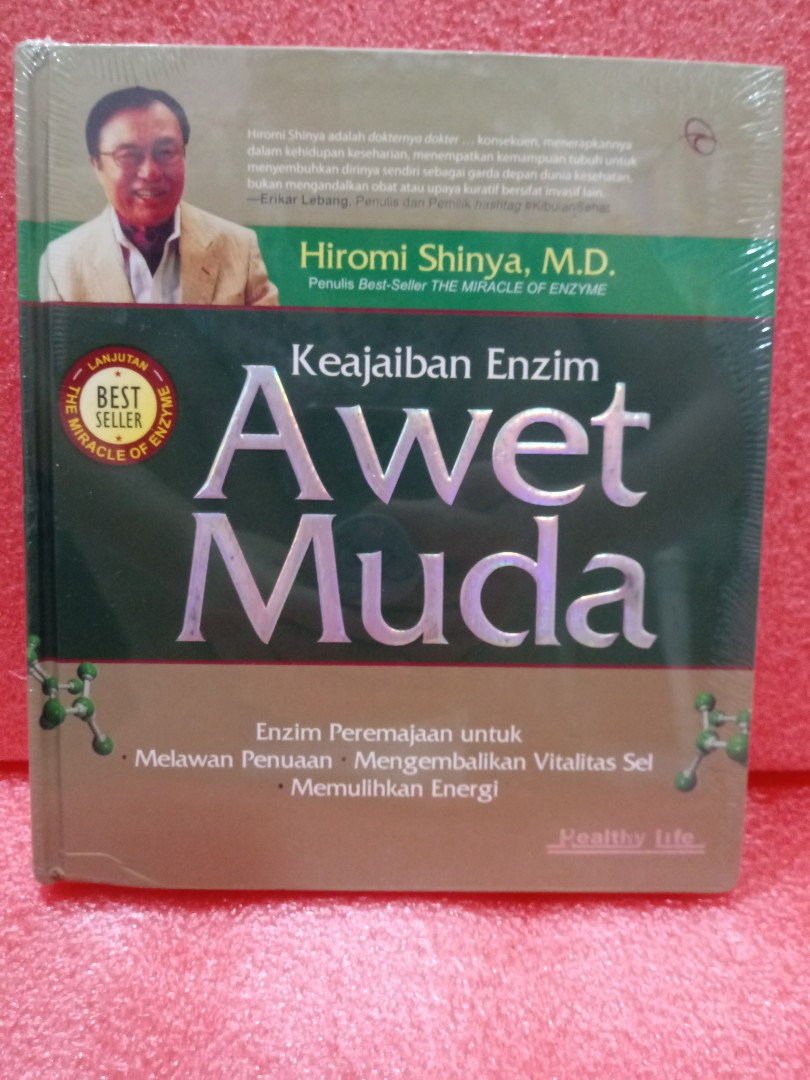 Hiromi Shinya adalah dokternya dokter ... konsekuen, menerapkannya
dalam kehidupan keseharian, menempatkan kemampuan tubuh untuk
menyembuhkan dirinya sendiri sebagai garda depan dunia kesehatan,
bukan mengandalkan obat atau upaya kuratif bersifat invasif lain.
—Erikar Lebang, Penulis dan Pemilik hashtag #KibulanSehat
Hiromi Shinya, M.D.
Penulis Best-Seller THE MIRACLE OF ENZYME
LANJUTAN
BEST
SELLER
THE MIRACLE OF ENZYME
Keajaiban Enzim
Awet
Muda
Enzim Peremajaan untuk
· Melawan Penuaan · Mengembalikan Vitalitas Sel
· Memulihkan Energi
Healthy Life